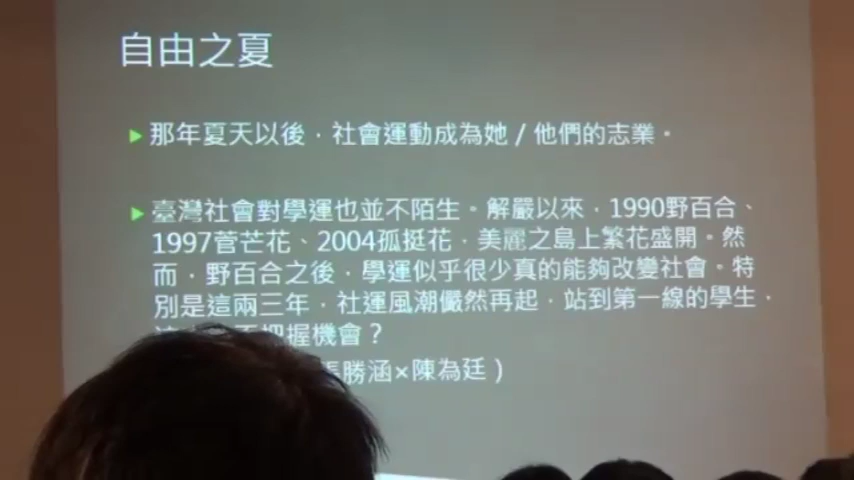 自由之夏
那年夏天以後，社會運動成為她/他們的志業。
臺灣社會對學運也並不陌生。解嚴以來，1990野百合、
1997菅芒花、2004孤挺花，美麗之島上繁花盛開。然
而，野百合之後，學運似乎很少真的能夠改變社會。特
別是這兩三年，社運風潮儼然再起，站到第一線的學生，
把握機會？
張勝涵×陳為廷）